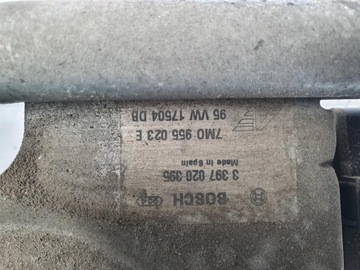 BOSCH
3 397 020 395
Made in Spain
7M0 955 023 E
95 VW 17504 DB